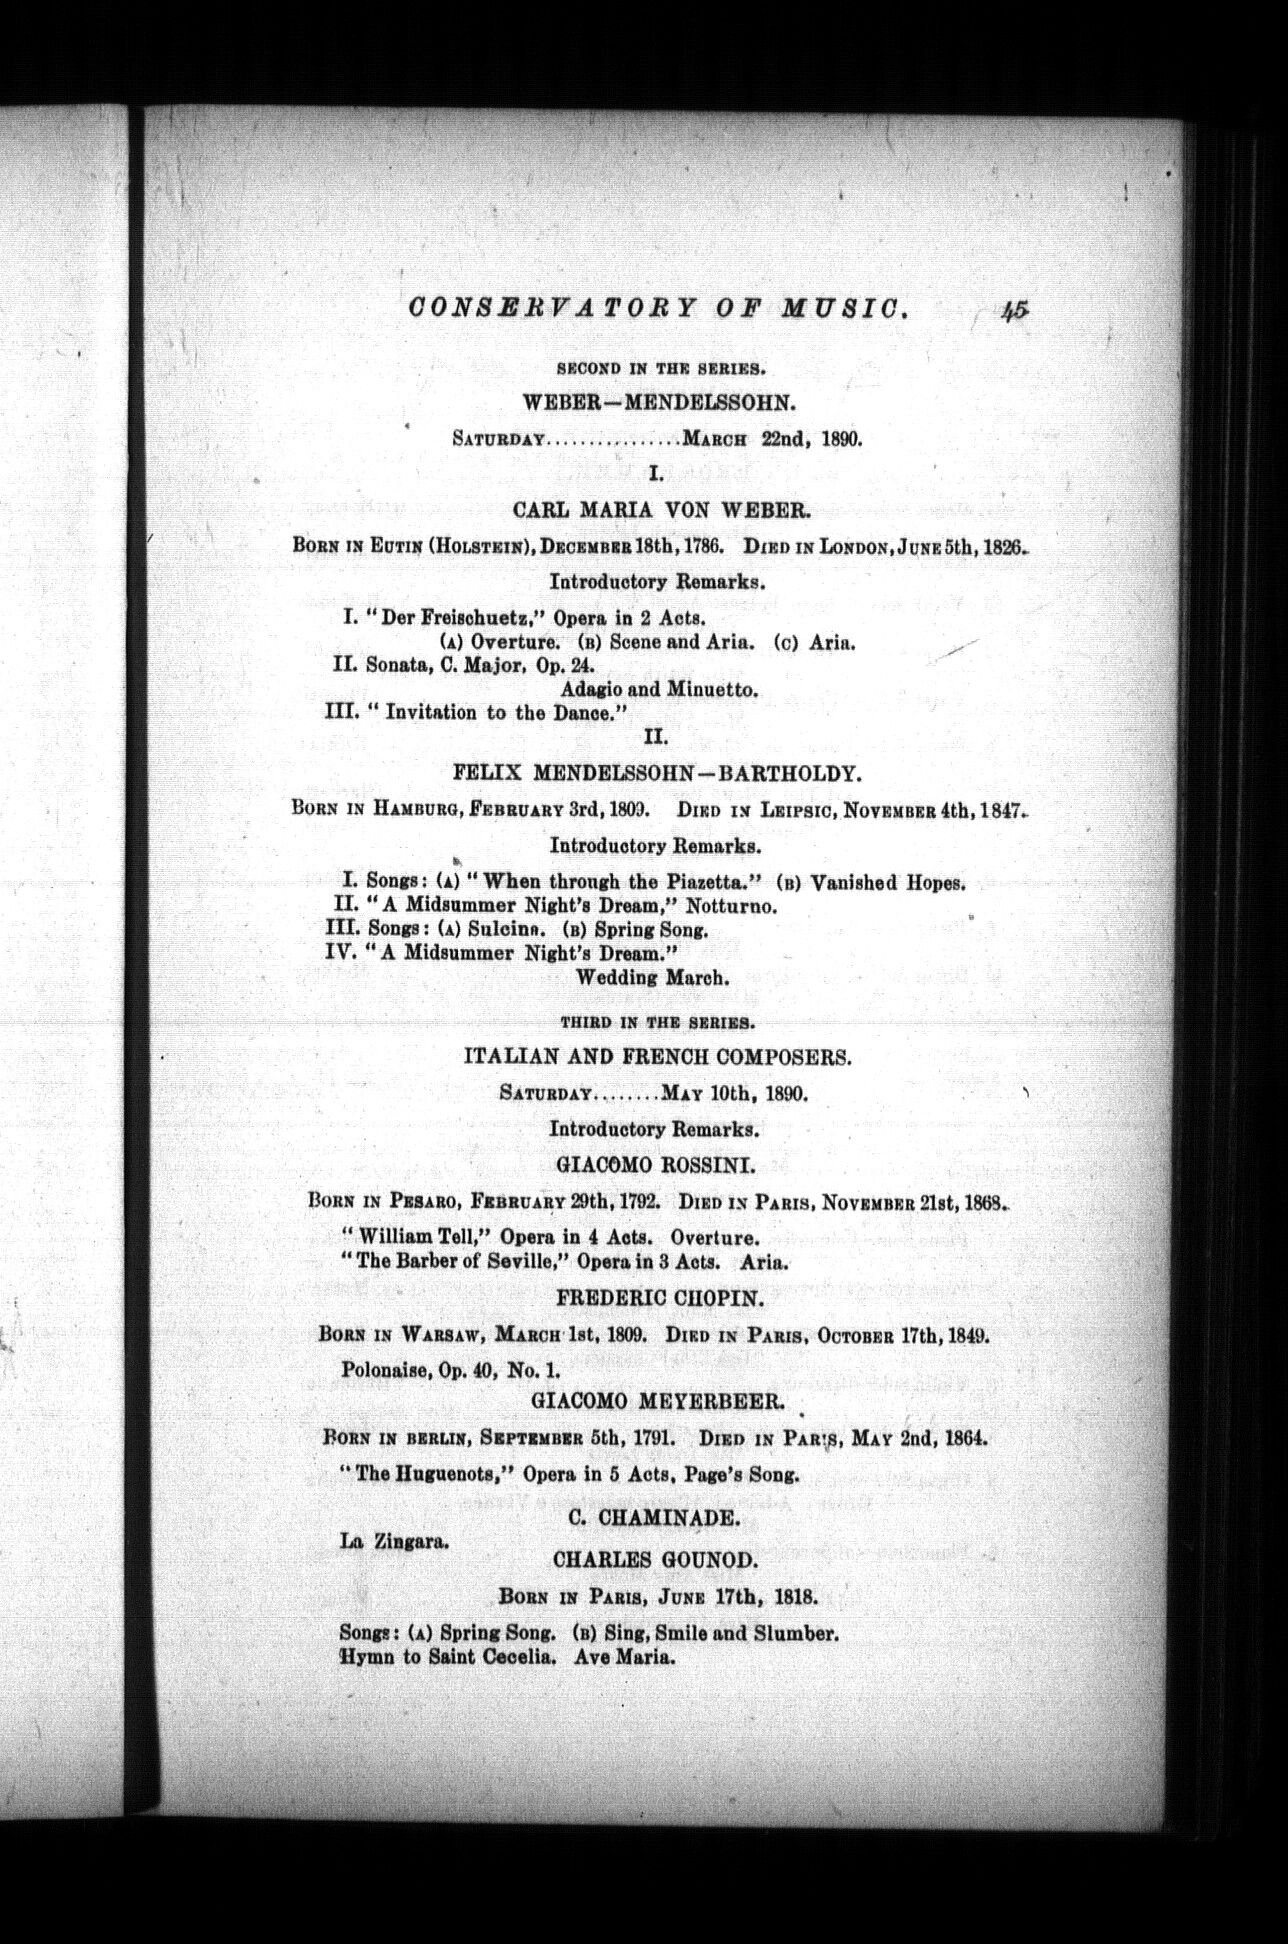 CONSERVATORY OF MUSIC. 45
SECOND IN THE SERIES.
WEBER—MENDELSSOHN.
SATURDAY................MARCH 22nd, 1890.
I.
CARL MARIA VON WEBER.
BORN IN EUTIN (HOLSTEIN), DECEMBER 18th, 1786. DIED IN LONDON, JUNE 5th, 1826.
Introductory Remarks.
I. "Der Freischuetz," Opera in 2 Acts.
(A) Overture. (B) Scene and Aria. (C) Aria.
II. Sonata, C. Major, Op. 24.
Adagio and Minuetto.
III. "Invitation to the Dance."
II.
FELIX MENDELSSOHN—BARTHOLDY.
BORN IN HAMBURG, FEBRUARY 3rd, 1809. DIED IN LEIPSIC, NOVEMBER 4th, 1847.
Introductory Remarks.
I. Songs: (A) "When through the Piazetta." (B) Vanished Hopes.
II. "A Midsummer Night's Dream," Notturno.
III. Songs: (A) Sulcina. (B) Spring Song.
IV. "A Midsummer Night's Dream."
Wedding March.
THIRD IN THE SERIES.
ITALIAN AND FRENCH COMPOSERS.
SATURDAY........MAY 10th, 1890.
Introductory Remarks.
GIACOMO ROSSINI.
BORN IN PESARO, FEBRUARY 29th, 1792. DIED IN PARIS, NOVEMBER 21st, 1868.
"William Tell," Opera in 4 Acts. Overture.
"The Barber of Seville," Opera in 3 Acts. Aria.
FREDERIC CHOPIN.
BORN IN WARSAW, MARCH 1st, 1809. DIED IN PARIS, OCTOBER 17th, 1849.
Polonaise, Op. 40, No. 1.
GIACOMO MEYERBEER.
BORN IN BERLIN, SEPTEMBER 5th, 1791. DIED IN PARIS, MAY 2nd, 1864.
"The Huguenots," Opera in 5 Acts, Page's Song.
C. CHAMINADE.
La Zingara.
CHARLES GOUNOD.
BORN IN PARIS, JUNE 17th, 1818.
Songs: (A) Spring Song. (B) Sing, Smile and Slumber.
Hymn to Saint Cecelia. Ave Maria.